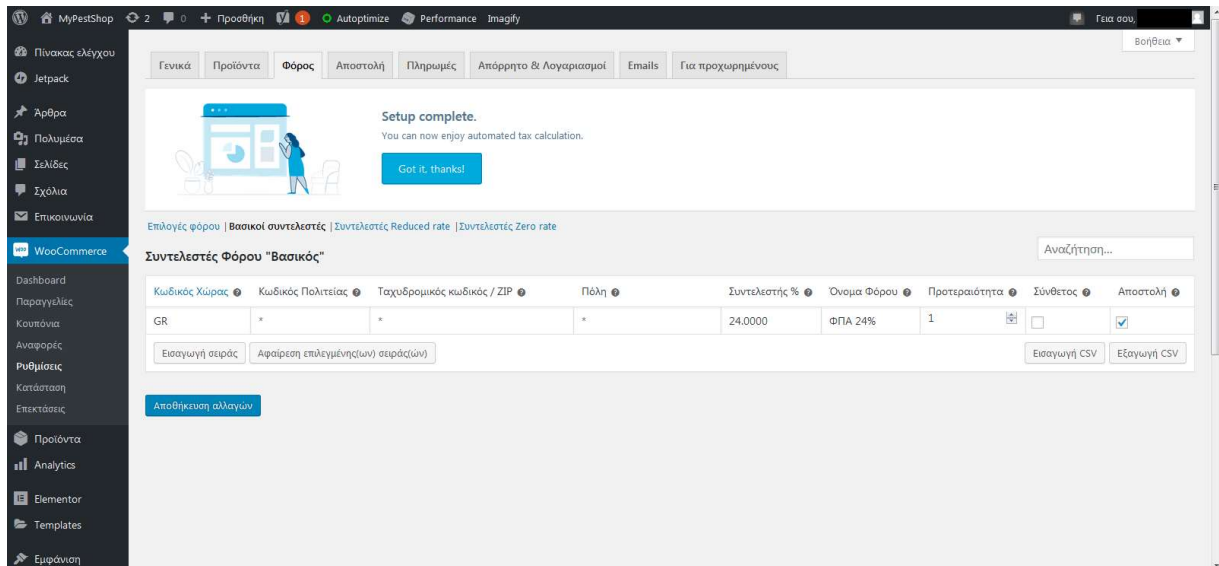 MyPestShop 2 0 + Προσθήκη 1 Autoptimize Performance Imagify Γεια σου,
Βοήθεια
Πίνακας ελέγχου
Jetpack
Άρθρα
Πολυμέσα
Σελίδες
Σχόλια
Επικοινωνία
WooCommerce
Dashboard
Παραγγελίες
Κουπόνια
Αναφορές
Ρυθμίσεις
Κατάσταση
Επεκτάσεις
Προϊόντα
Analytics
Elementor
Templates
Εμφάνιση
Γενικά Προϊόντα Φόρος Αποστολή Πληρωμές Απόρρητο & Λογαριασμοί Emails Για προχωρημένους
Setup complete.
You can now enjoy automated tax calculation.
Got it, thanks!
Επιλογές φόρου | Βασικοί συντελεστές | Συντελεστές Reduced rate | Συντελεστές Zero rate
Αναζήτηση...
Συντελεστές Φόρου "Βασικός"
Κωδικός Χώρας Κωδικός Πολιτείας Ταχυδρομικός κωδικός / ZIP Πόλη Συντελεστής % Όνομα Φόρου Προτεραιότητα Σύνθετος Αποστολή
GR * * * 24.0000 ΦΠΑ 24% 1
Εισαγωγή σειράς Αφαίρεση επιλεγμένης(ων) σειράς(ών) Εισαγωγή CSV Εξαγωγή CSV
Αποθήκευση αλλαγών